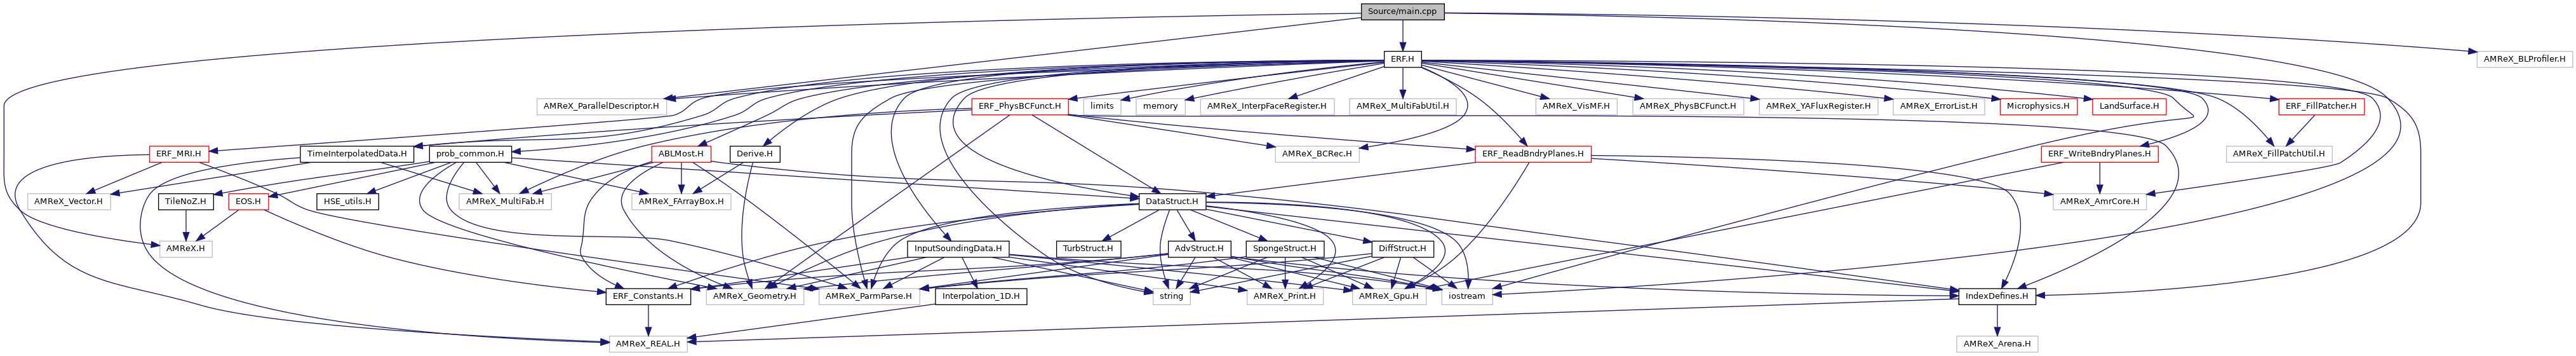 Source/main.cpp
ERF.H
AMReX_BLProfiler.H
AMReX_ParallelDescriptor.H
ERF_PhysBCFunct.H
limits
memory
AMReX_InterpFaceRegister.H
AMReX_MultiFabUtil.H
AMReX_VisMF.H
AMReX_PhysBCFunct.H
AMReX_YAFluxRegister.H
AMReX_ErrorList.H
Microphysics.H
LandSurface.H
ERF_FillPatcher.H
ERF_MRI.H
TimeInterpolatedData.H
prob_common.H
ABLMost.H
Derive.H
AMReX_BCRec.H
ERF_ReadBndryPlanes.H
ERF_WriteBndryPlanes.H
AMReX_FillPatchUtil.H
AMReX_Vector.H
TileNoZ.H
EOS.H
HSE_utils.H
AMReX_MultiFab.H
AMReX_FArrayBox.H
DataStruct.H
AMReX_AmrCore.H
AMReX.H
InputSoundingData.H
TurbStruct.H
AdvStruct.H
SpongeStruct.H
DiffStruct.H
ERF_Constants.H
AMReX_Geometry.H
AMReX_ParmParse.H
Interpolation_1D.H
string
AMReX_Print.H
AMReX_Gpu.H
iostream
IndexDefines.H
AMReX_REAL.H
AMReX_Arena.H